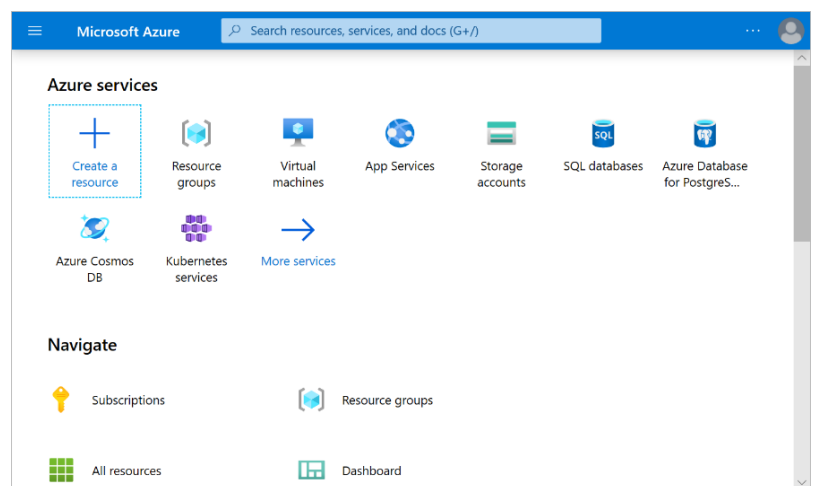 Microsoft Azure
Search resources, services, and docs (G+/)
...
Azure services
Create a
resource
Resource
groups
Virtual
machines
App Services
Storage
accounts
SQL
SQL databases
Azure Database
for PostgreS...
Azure Cosmos
DB
Kubernetes
services
More services
Navigate
Subscriptions
Resource groups
All resources
Dashboard